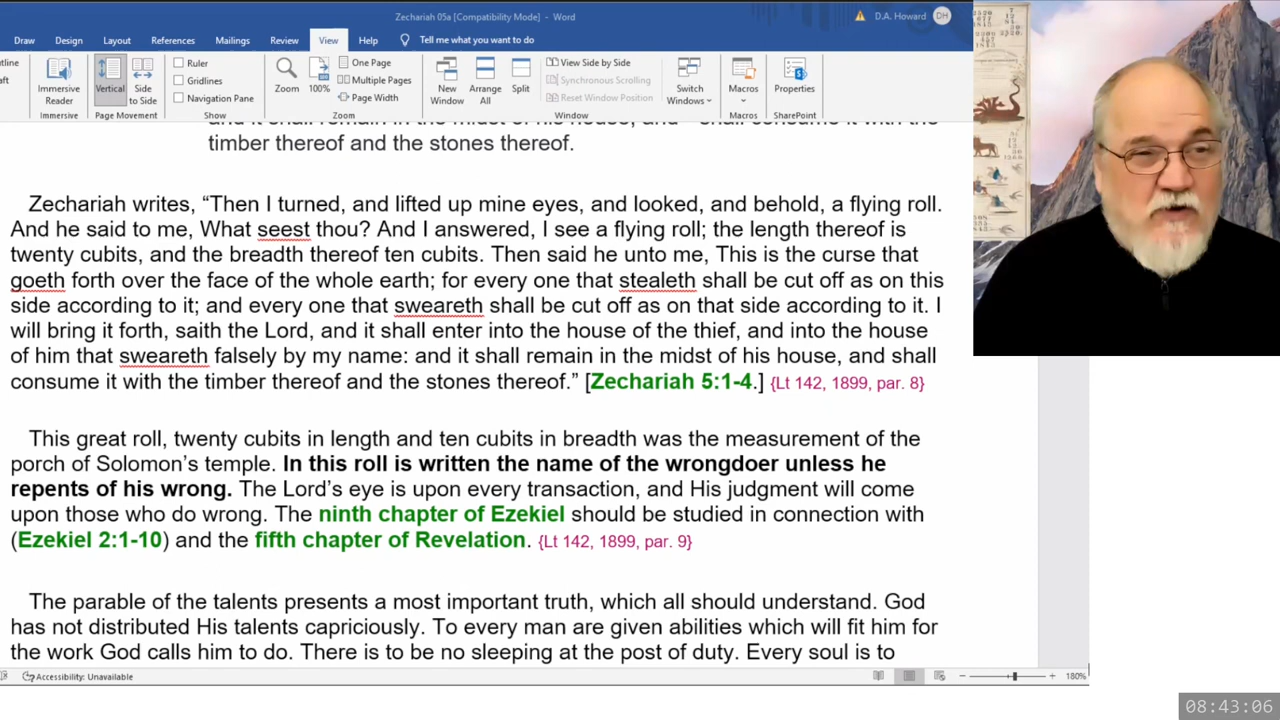 Zechariah 05a [Compatibility Mode] - Word
D.A. Howard DH
Draw Design Layout References Mailings Review View Help Tell me what you want to do
Immersive Reader
Immersive
Vertical
Side to Side
Page Movement
Ruler
Gridlines
Navigation Pane
Show
Zoom
100%
One Page
Multiple Pages
Page Width
Zoom
New Window
Arrange All
Split
View Side by Side
Synchronous Scrolling
Reset Window Position
Switch Windows
Window
Macros
Macros
Properties
SharePoint
timber thereof and the stones thereof.
Zechariah writes, “Then I turned, and lifted up mine eyes, and looked, and behold, a flying roll.
And he said to me, What seest thou? And I answered, I see a flying roll; the length thereof is
twenty cubits, and the breadth thereof ten cubits. Then said he unto me, This is the curse that
goeth forth over the face of the whole earth; for every one that stealeth shall be cut off as on this
side according to it; and every one that sweareth shall be cut off as on that side according to it. I
will bring it forth, saith the Lord, and it shall enter into the house of the thief, and into the house
of him that sweareth falsely by my name: and it shall remain in the midst of his house, and shall
consume it with the timber thereof and the stones thereof.” [Zechariah 5:1-4.] {Lt 142, 1899, par. 8}
This great roll, twenty cubits in length and ten cubits in breadth was the measurement of the
porch of Solomon’s temple. In this roll is written the name of the wrongdoer unless he
repents of his wrong. The Lord’s eye is upon every transaction, and His judgment will come
upon those who do wrong. The ninth chapter of Ezekiel should be studied in connection with
(Ezekiel 2:1-10) and the fifth chapter of Revelation. {Lt 142, 1899, par. 9}
The parable of the talents presents a most important truth, which all should understand. God
has not distributed His talents capriciously. To every man are given abilities which will fit him for
the work God calls him to do. There is to be no sleeping at the post of duty. Every soul is to
Accessibility: Unavailable
180%
08:43:06